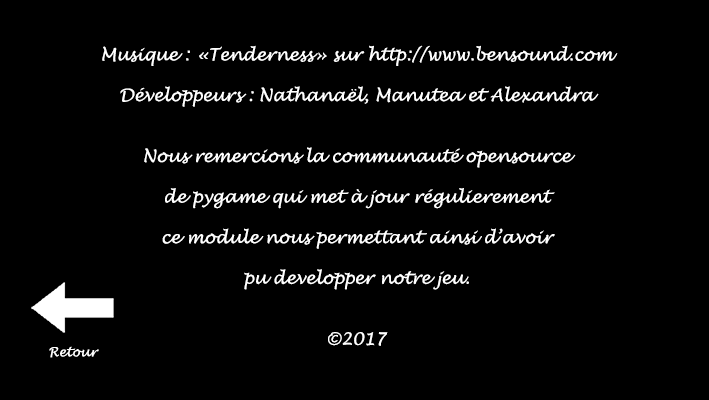 Musique : «Tenderness» sur http://www.bensound.com
Développeurs : Nathanaël, Manutea et Alexandra
Nous remercions la communauté opensource
de pygame qui met à jour régulierement
ce module nous permettant ainsi d'avoir
pu developper notre jeu.
©2017
Retour